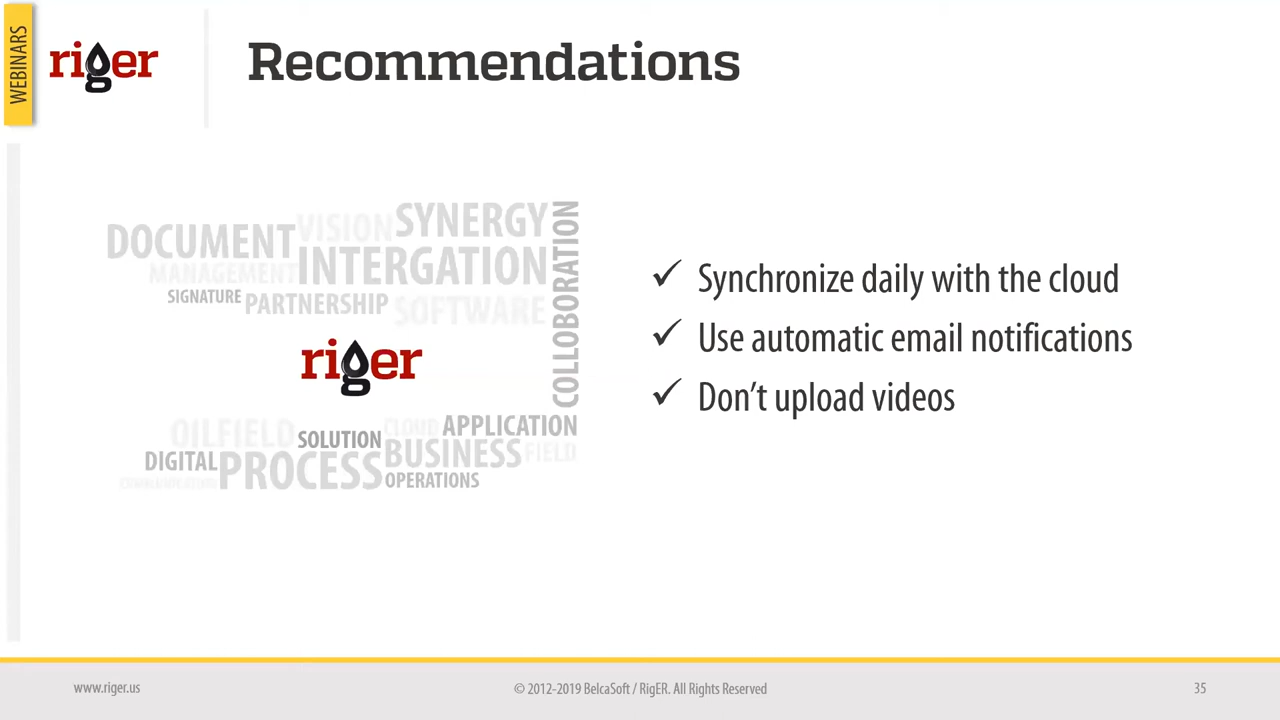 WEBINARS
riger
Recommendations
DOCUMENT VISION SYNERGY
MANAGEMENT INTERGATION
SIGNATURE PARTNERSHIP SOFTWARE
COLLOBORATION
riger
OILFIELD SOLUTION CLOUD APPLICATION
DIGITAL PROCESS BUSINESS FIELD
OPERATIONS
✓ Synchronize daily with the cloud
✓ Use automatic email notifications
✓ Don’t upload videos
www.riger.us
© 2012-2019 BelcaSoft / RigER. All Rights Reserved
35